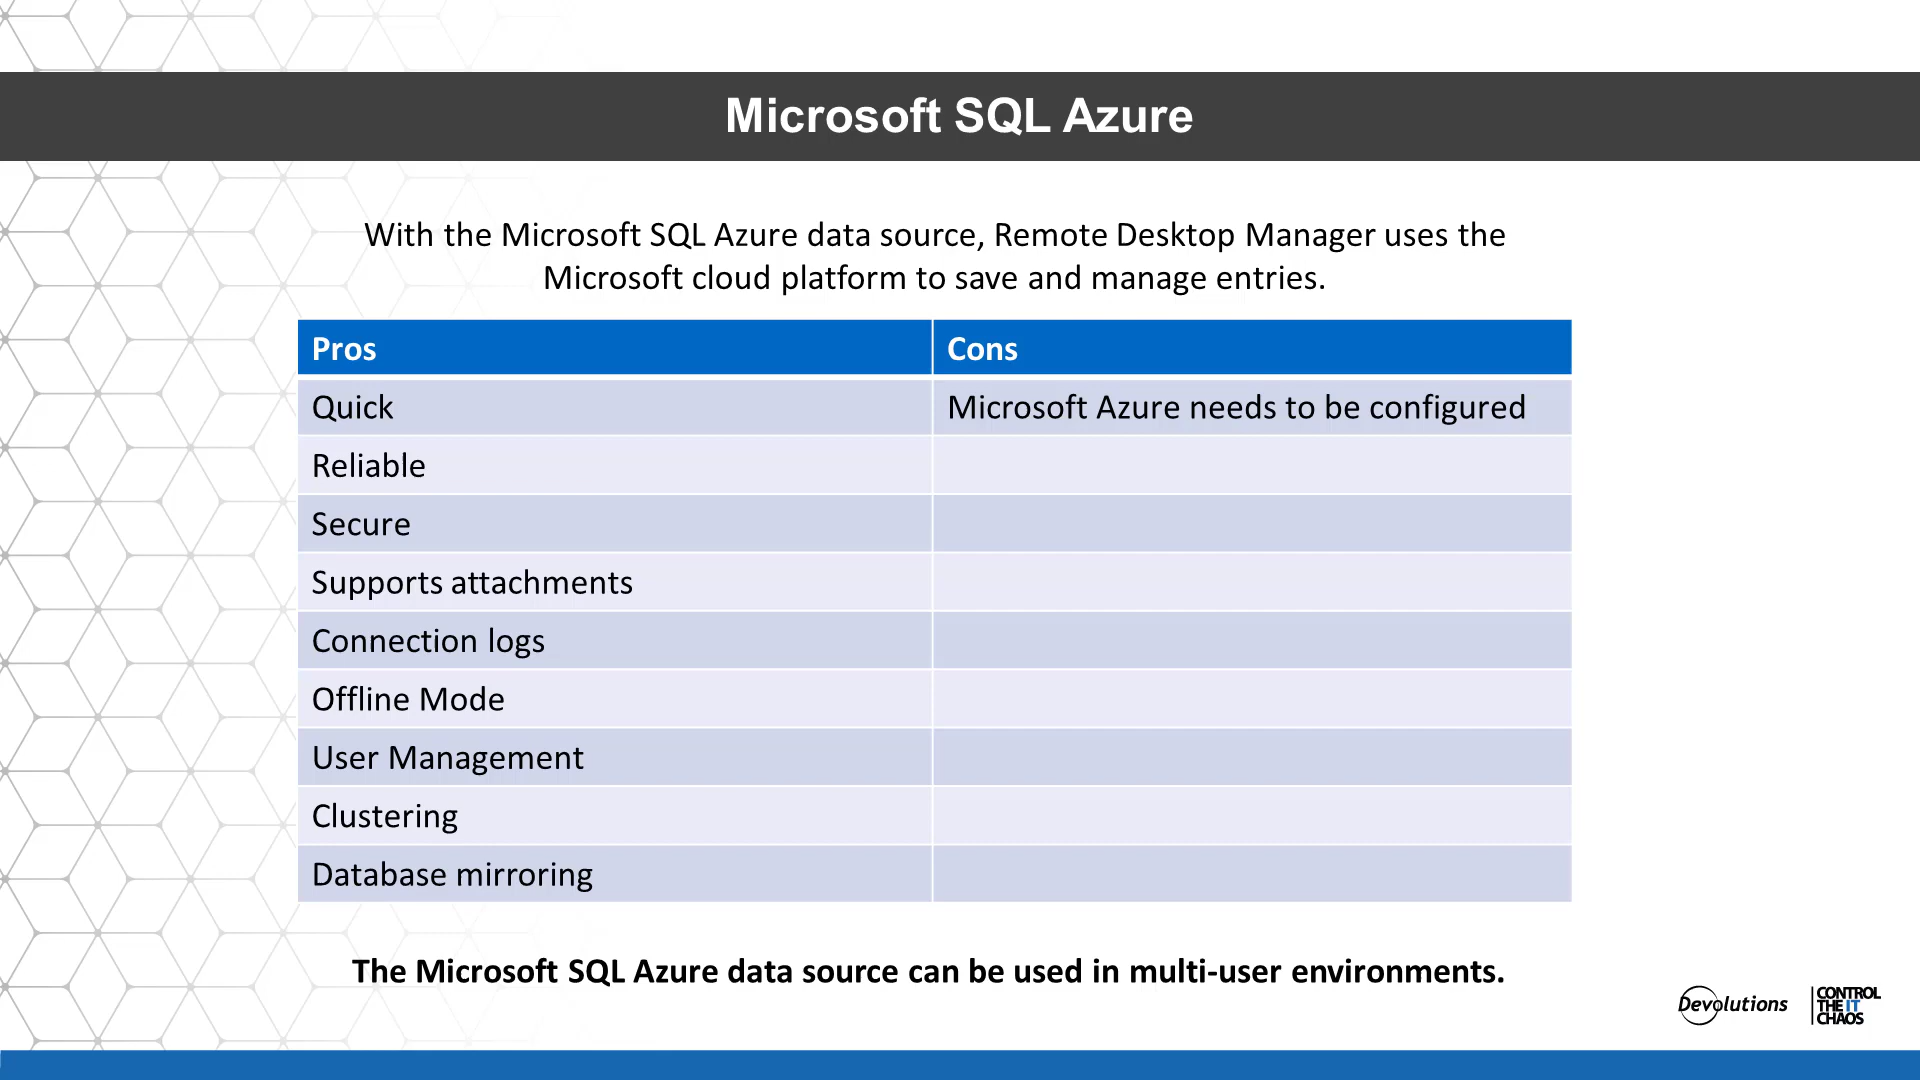 Microsoft SQL Azure
With the Microsoft SQL Azure data source, Remote Desktop Manager uses the
Microsoft cloud platform to save and manage entries.
Pros
Cons
Quick
Microsoft Azure needs to be configured
Reliable
Secure
Supports attachments
Connection logs
Offline Mode
User Management
Clustering
Database mirroring
The Microsoft SQL Azure data source can be used in multi-user environments.
Devolutions
CONTROL
THE IT
CHAOS